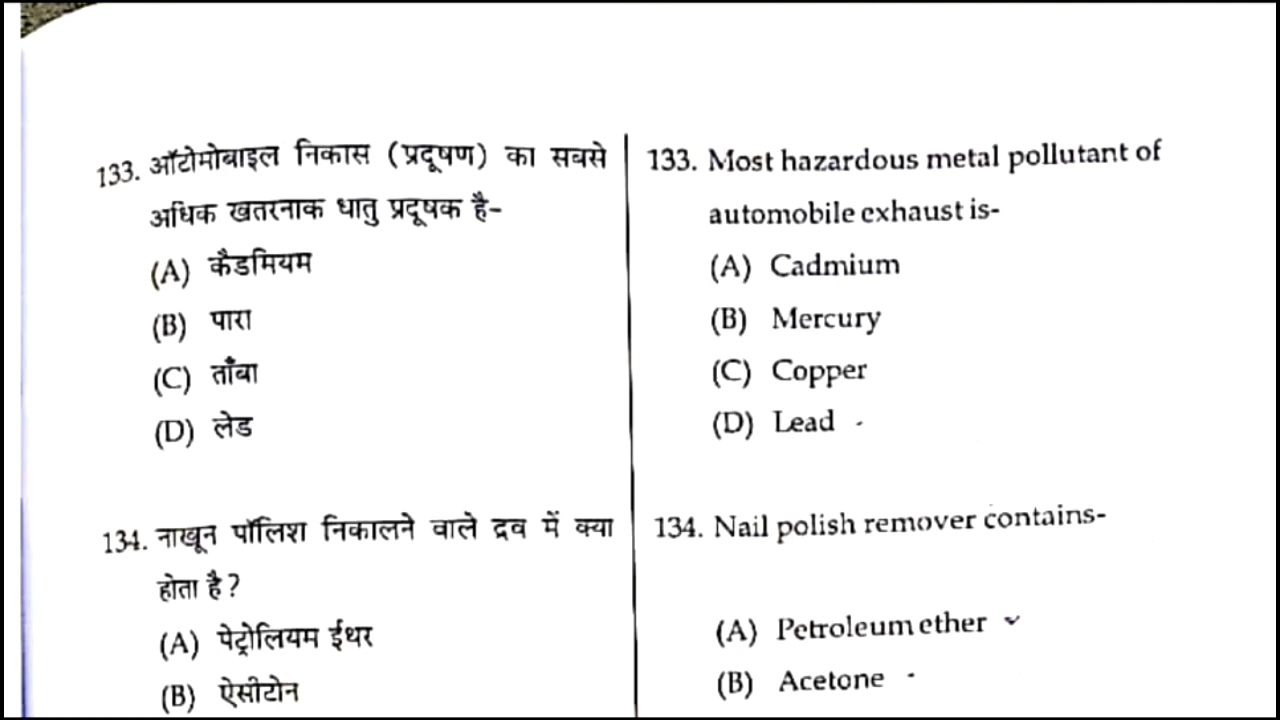 133. ऑटोमोबाइल निकास (प्रदूषण) का सबसे
अधिक खतरनाक धातु प्रदूषक है-
(A) कैडमियम
(B) पारा
(C) ताँबा
(D) लेड
134. नाखून पॉलिश निकालने वाले द्रव में क्या
होता है?
(A) पेट्रोलियम ईथर
(B) ऐसीटोन
133. Most hazardous metal pollutant of
automobile exhaust is-
(A) Cadmium
(B) Mercury
(C) Copper
(D) Lead
134. Nail polish remover contains-
(A) Petroleum ether
(B) Acetone